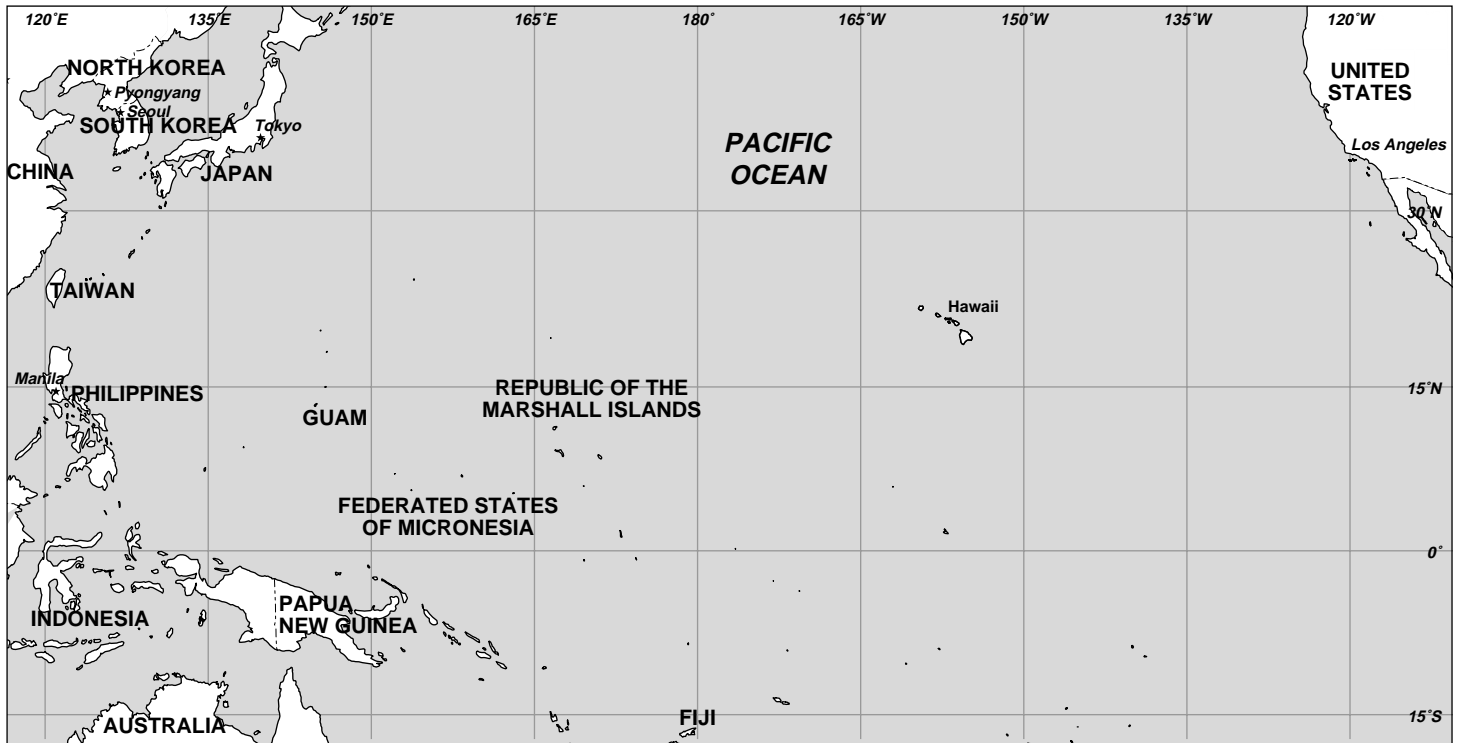 120˚E 135˚E 150˚E 165˚E 180˚ 165˚W 150˚W 135˚W 120˚W
NORTH KOREA
UNITED
STATES
Pyongyang
Seoul
SOUTH KOREA
Tokyo
PACIFIC
OCEAN
Los Angeles
CHINA
JAPAN
30˚N
TAIWAN
Hawaii
Manila
PHILIPPINES
REPUBLIC OF THE
MARSHALL ISLANDS
15˚N
GUAM
FEDERATED STATES
OF MICRONESIA
0˚
INDONESIA
PAPUA
NEW GUINEA
AUSTRALIA
FIJI
15˚S